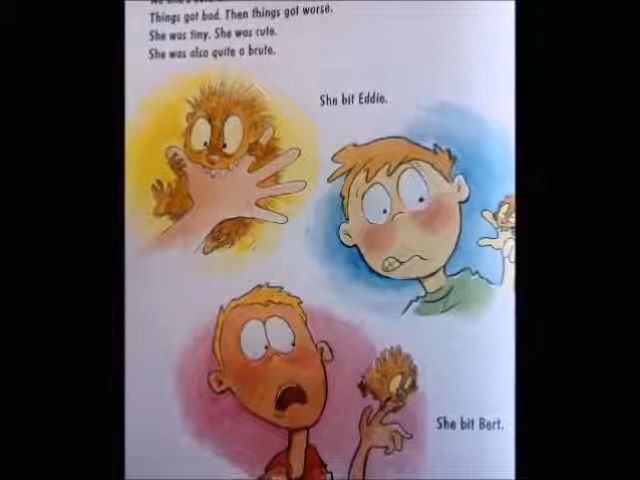 Things got bad. Then things got worse.
She was tiny. She was cute.
She was also quite a brute.
She bit Eddie.
She bit Bert.